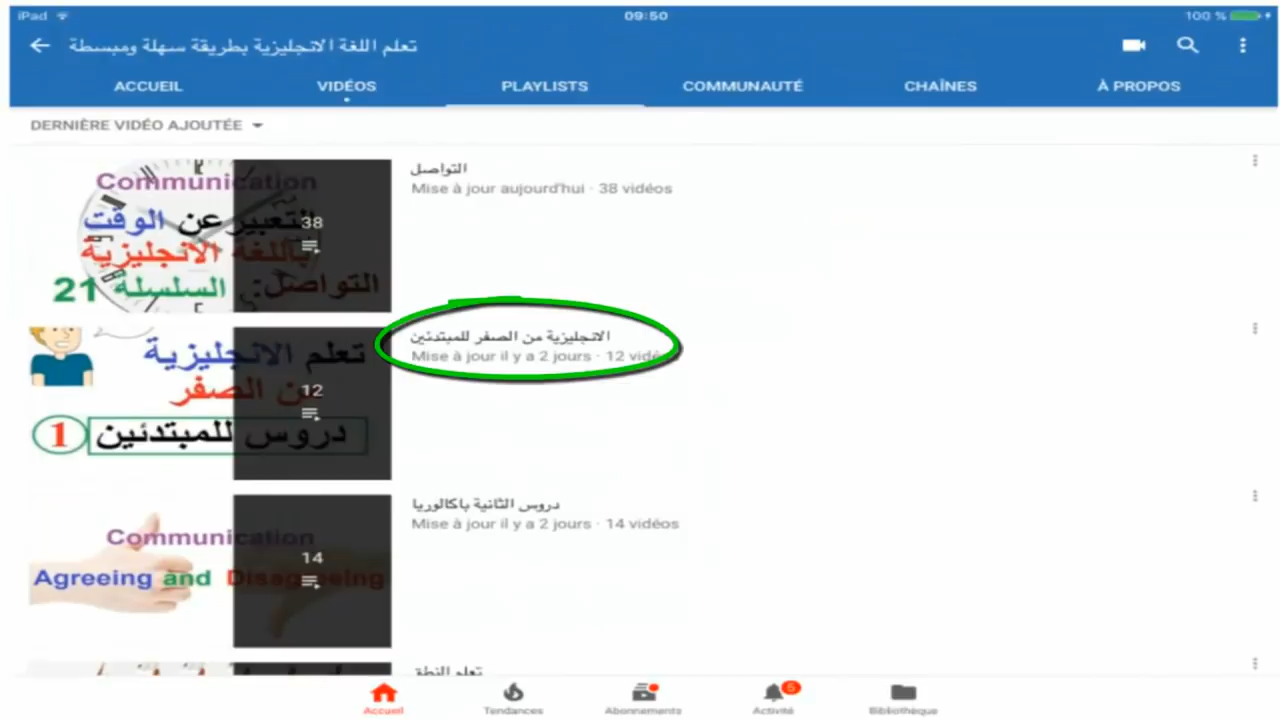 iPad 09:50 100 %
تعلم اللغة الانجليزية بطريقة سهلة ومبسطة
ACCUEIL VIDÉOS PLAYLISTS COMMUNAUTÉ CHAÎNES À PROPOS
DERNIÈRE VIDÉO AJOUTÉE
Communication
التعبير عن الوقت
باللغة الانجليزية
التواصل: السلسلة 21
38
التواصل
Mise à jour aujourd'hui · 38 vidéos
تعلم الانجليزية
من الصفر
دروس للمبتدئين
1
12
الانجليزية من الصفر للمبتدئين
Mise à jour il y a 2 jours · 12 vidéos
Communication
Agreeing and Disagreeing
14
دروس الثانية باكالوريا
Mise à jour il y a 2 jours · 14 vidéos
تعلم النطق
5
Accueil Tendances Abonnements Activité Bibliothèque